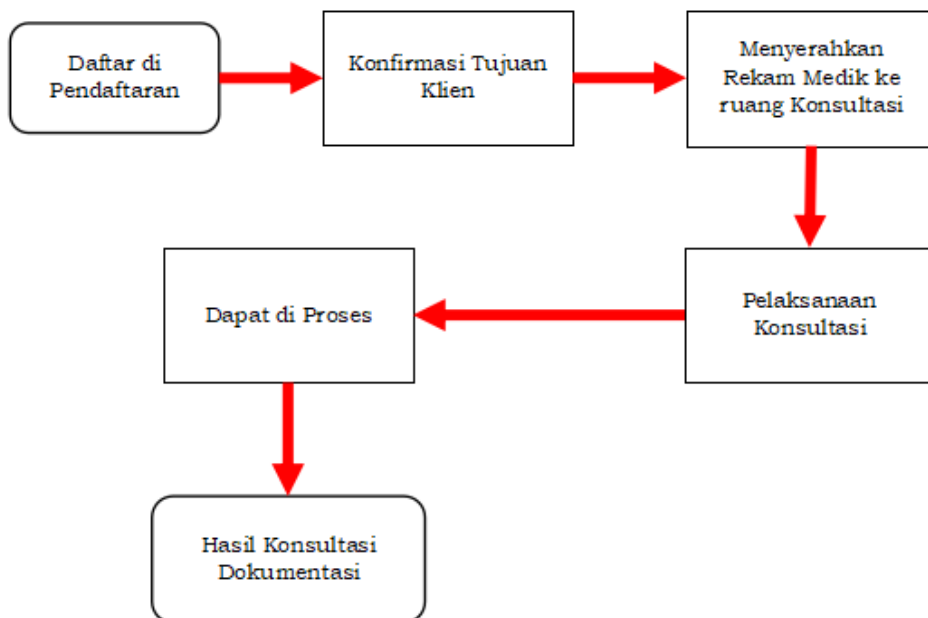 Daftar di
Pendaftaran
Konfirmasi Tujuan
Klien
Menyerahkan
Rekam Medik ke
ruang Konsultasi
Pelaksanaan
Konsultasi
Dapat di Proses
Hasil Konsultasi
Dokumentasi